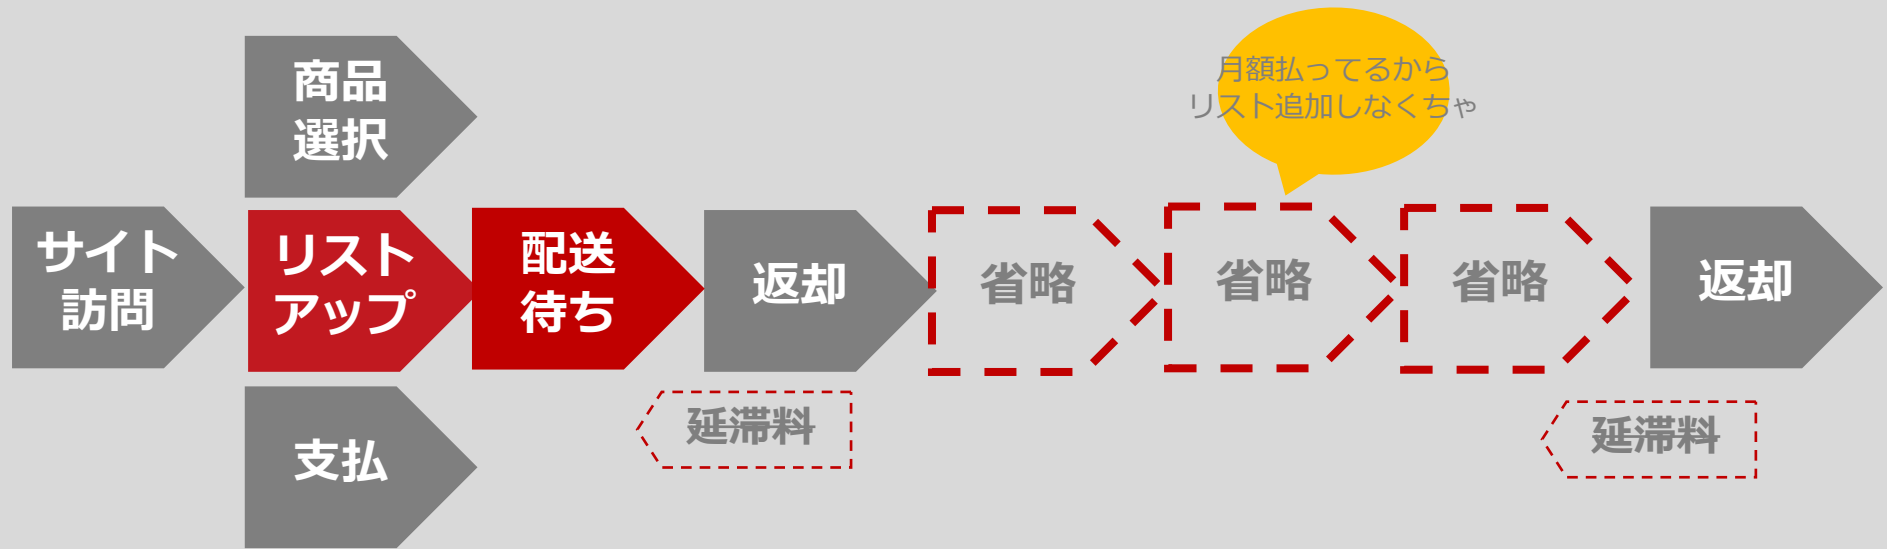 月額払ってるから
リスト追加しなくちゃ
商品
選択
サイト
訪問
リスト
アップ
配送
待ち
返却
省略
省略
省略
返却
延滞料
延滞料
支払